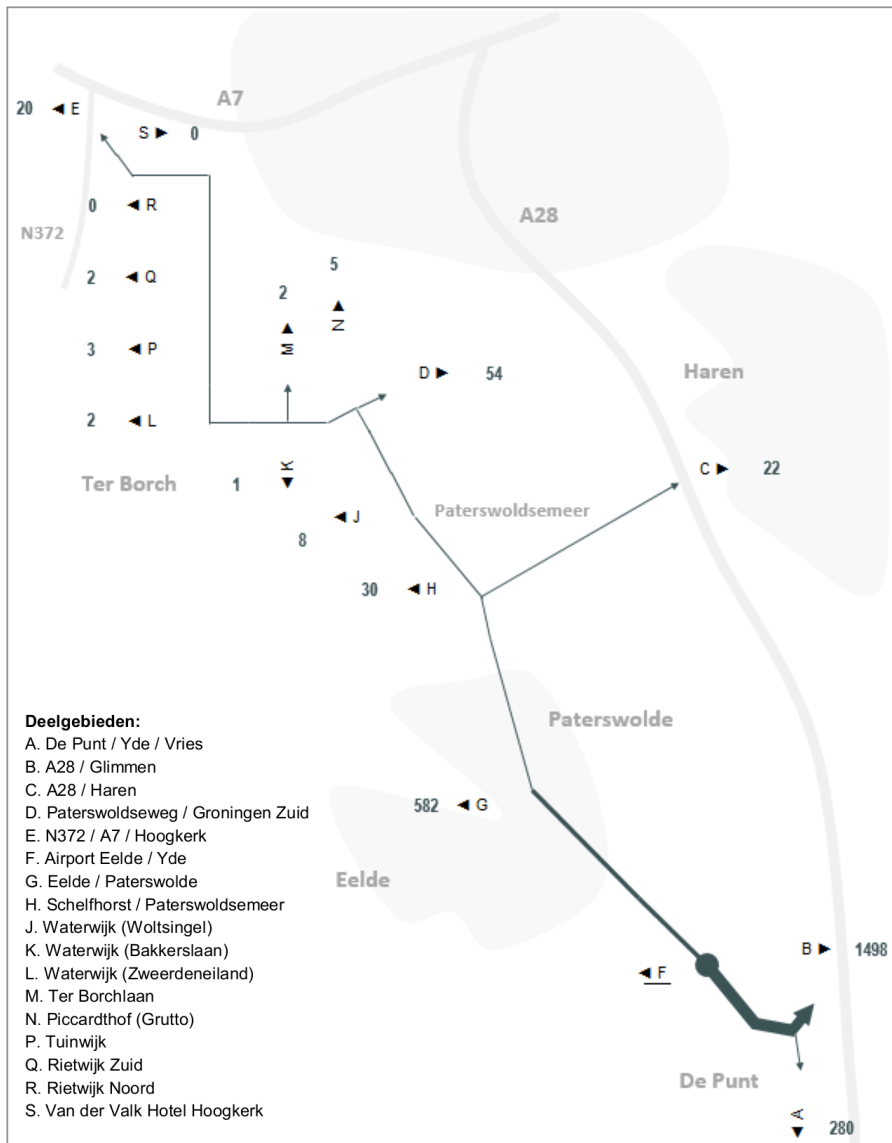 A7
20 ◄ E
S ► 0
0 ◄ R
A28
N372
5
2 ◄ Q
2
N ►
M ►
3 ◄ P
D ► 54
Haren
2 ◄ L
K ◄
C ► 22
Ter Borch
1
Paterswoldsemeer
◄ J
8
30 ◄ H
Paterswolde
582 ◄ G
Eelde
B ► 1498
◄ F
De Punt
A ◄
280
Deelgebieden:
A. De Punt / Yde / Vries
B. A28 / Glimmen
C. A28 / Haren
D. Paterswoldseweg / Groningen Zuid
E. N372 / A7 / Hoogkerk
F. Airport Eelde / Yde
G. Eelde / Paterswolde
H. Schelfhorst / Paterswoldsemeer
J. Waterwijk (Woltsingel)
K. Waterwijk (Bakkerslaan)
L. Waterwijk (Zweerdeneiland)
M. Ter Borchlaan
N. Piccardthof (Grutto)
P. Tuinwijk
Q. Rietwijk Zuid
R. Rietwijk Noord
S. Van der Valk Hotel Hoogkerk